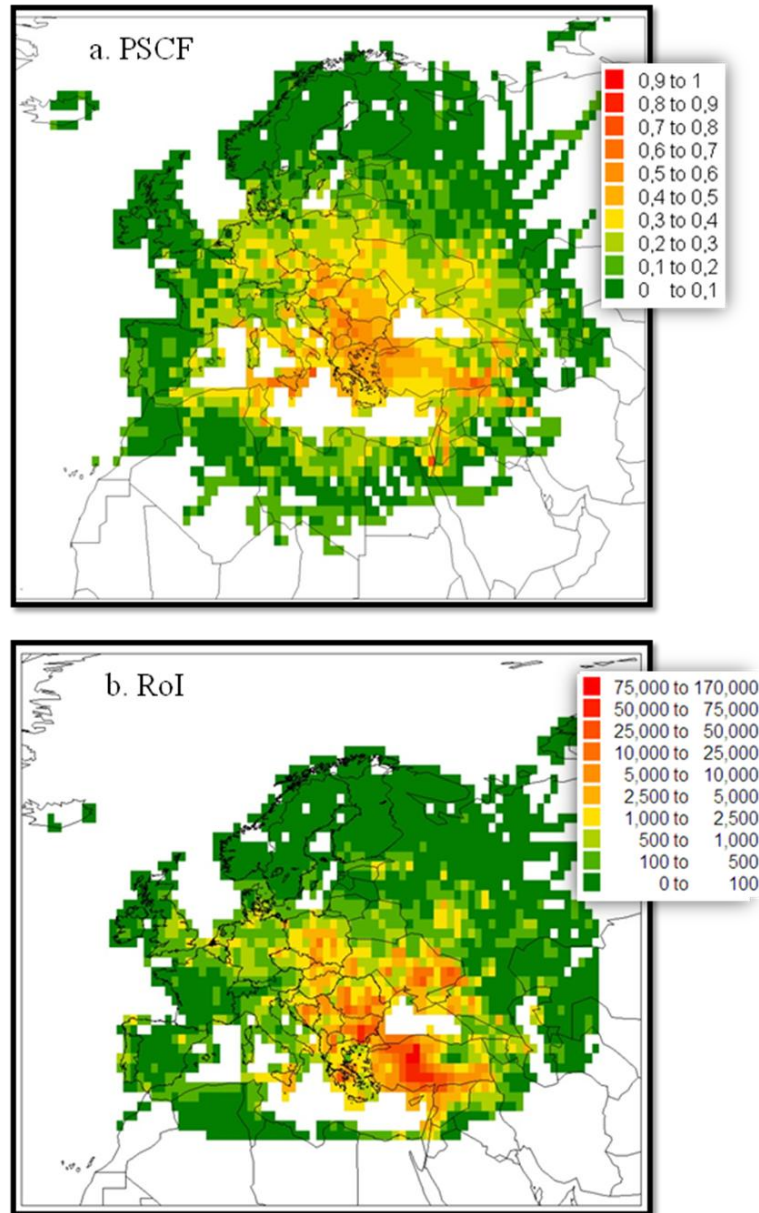 a. PSCF
0,9 to 1
0,8 to 0,9
0,7 to 0,8
0,6 to 0,7
0,5 to 0,6
0,4 to 0,5
0,3 to 0,4
0,2 to 0,3
0,1 to 0,2
0 to 0,1
b. RoI
75,000 to 170,000
50,000 to 75,000
25,000 to 50,000
10,000 to 25,000
5,000 to 10,000
2,500 to 5,000
1,000 to 2,500
500 to 1,000
100 to 500
0 to 100